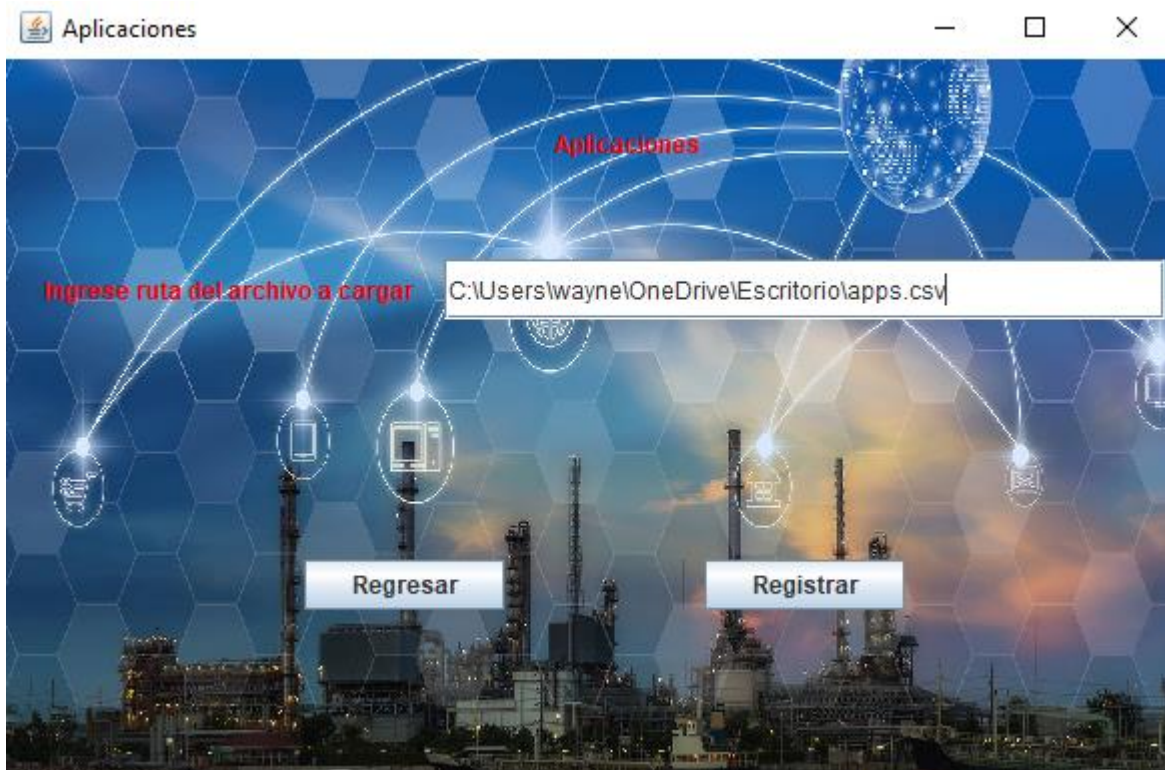 Aplicaciones
Aplicaciones
Ingrese ruta del archivo a cargar
C:\Users\wayne\OneDrive\Escritorio\apps.csv
Regresar
Registrar